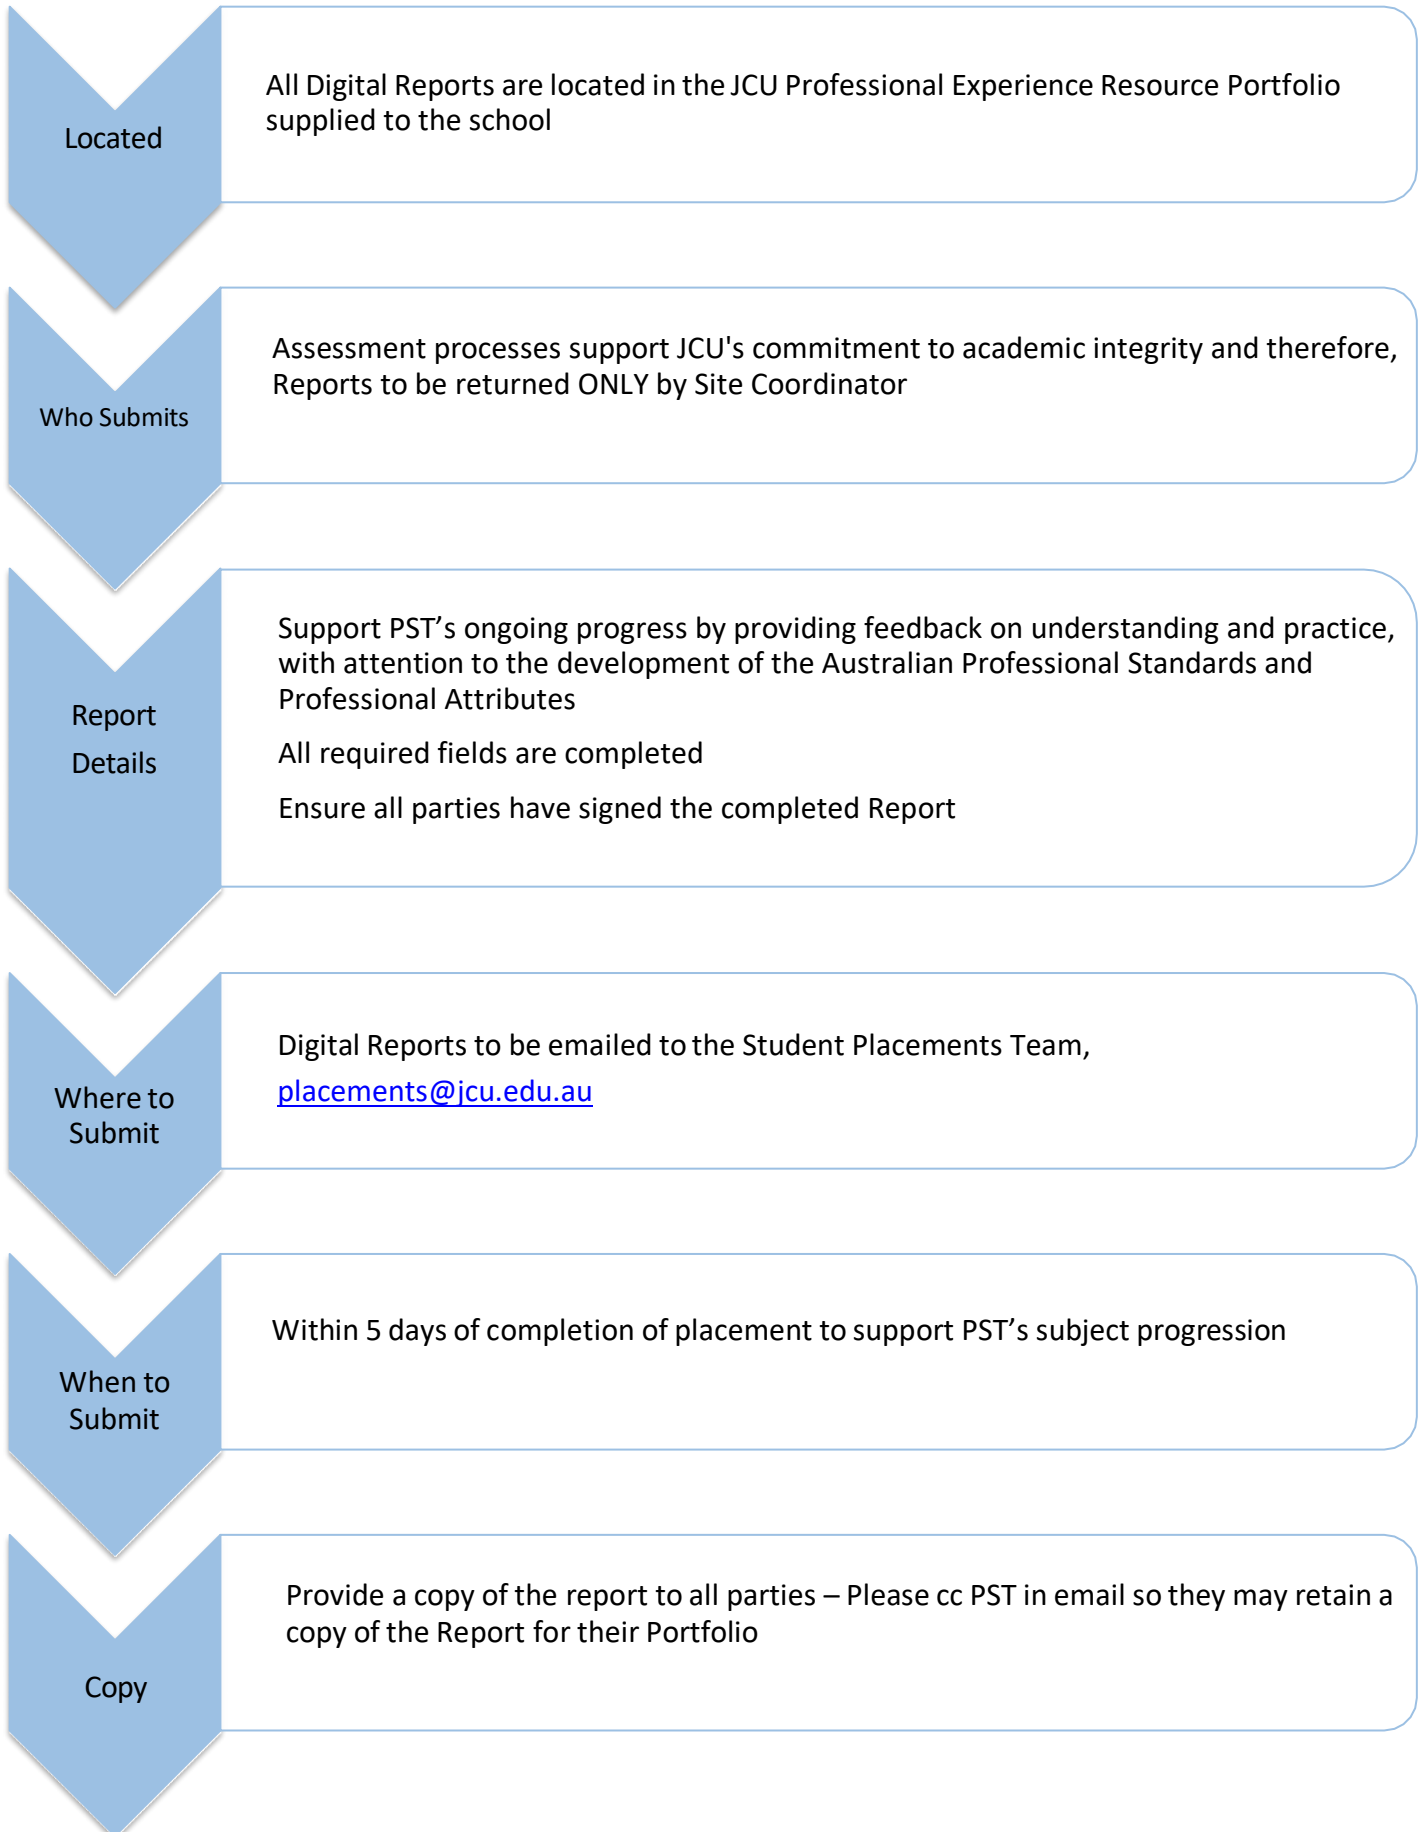 Located
All Digital Reports are located in the JCU Professional Experience Resource Portfolio
supplied to the school
Who Submits
Assessment processes support JCU's commitment to academic integrity and therefore,
Reports to be returned ONLY by Site Coordinator
Report
Details
Support PST’s ongoing progress by providing feedback on understanding and practice,
with attention to the development of the Australian Professional Standards and
Professional Attributes
All required fields are completed
Ensure all parties have signed the completed Report
Where to
Submit
Digital Reports to be emailed to the Student Placements Team,
placements@jcu.edu.au
When to
Submit
Within 5 days of completion of placement to support PST’s subject progression
Copy
Provide a copy of the report to all parties – Please cc PST in email so they may retain a
copy of the Report for their Portfolio